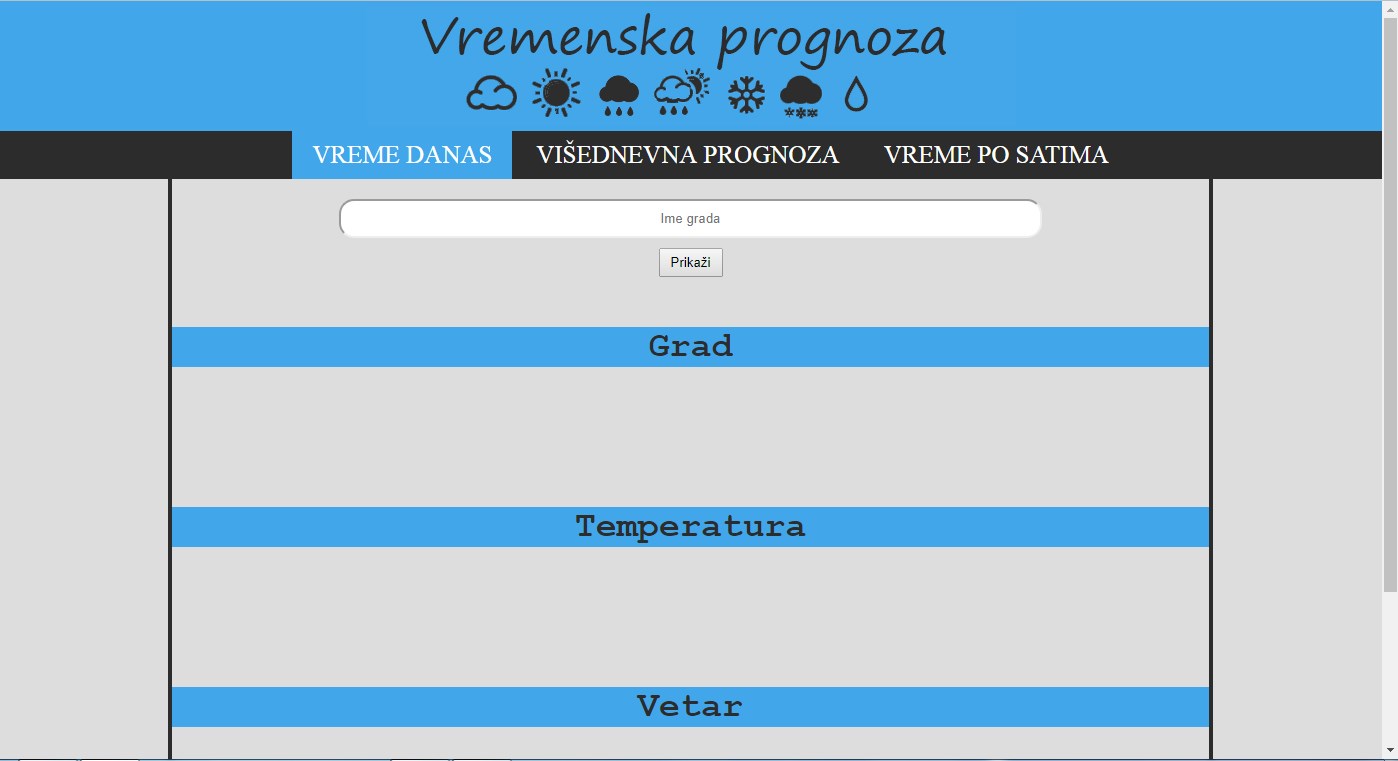 Vremenska prognoza
VREME DANAS VIŠEDNEVNA PROGNOZA VREME PO SATIMA
Ime grada
Prikaži
Grad
Temperatura
Vetar